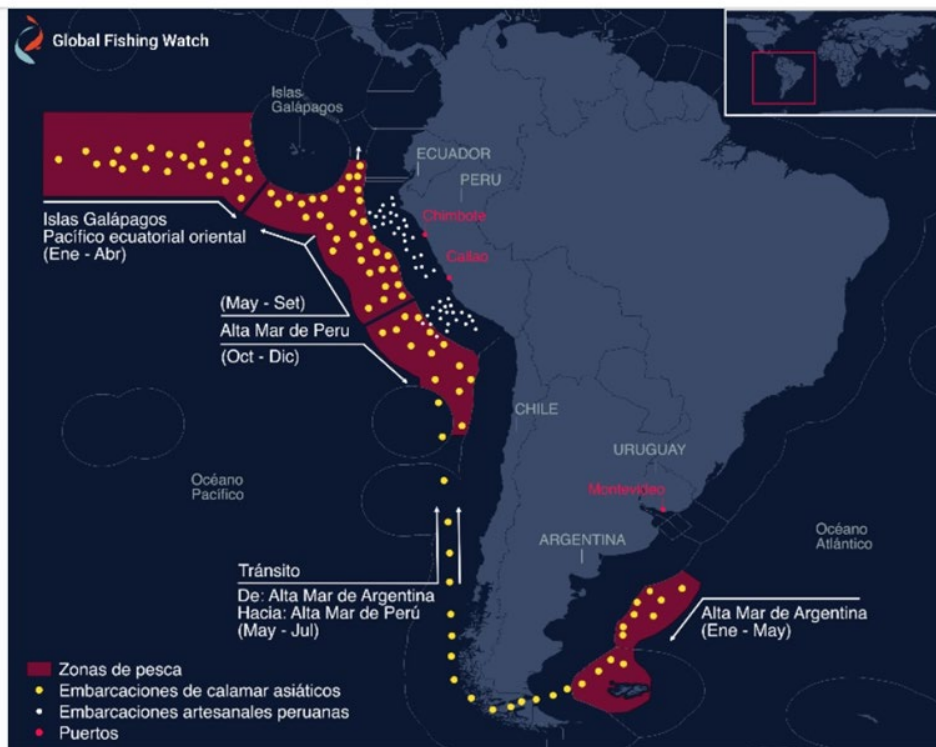 Global Fishing Watch
Islas
Galápagos
ECUADOR
PERU
Chimbote
Callao
Islas Galápagos
Pacífico ecuatorial oriental
(Ene - Abr)
(May - Set)
Alta Mar de Peru
(Oct - Dic)
CHILE
URUGUAY
Montevideo
Océano
Pacífico
ARGENTINA
Océano
Atlántico
Tránsito
De: Alta Mar de Argentina
Hacia: Alta Mar de Perú
(May - Jul)
Alta Mar de Argentina
(Ene - May)
Zonas de pesca
Embarcaciones de calamar asiáticos
Embarcaciones artesanales peruanas
Puertos